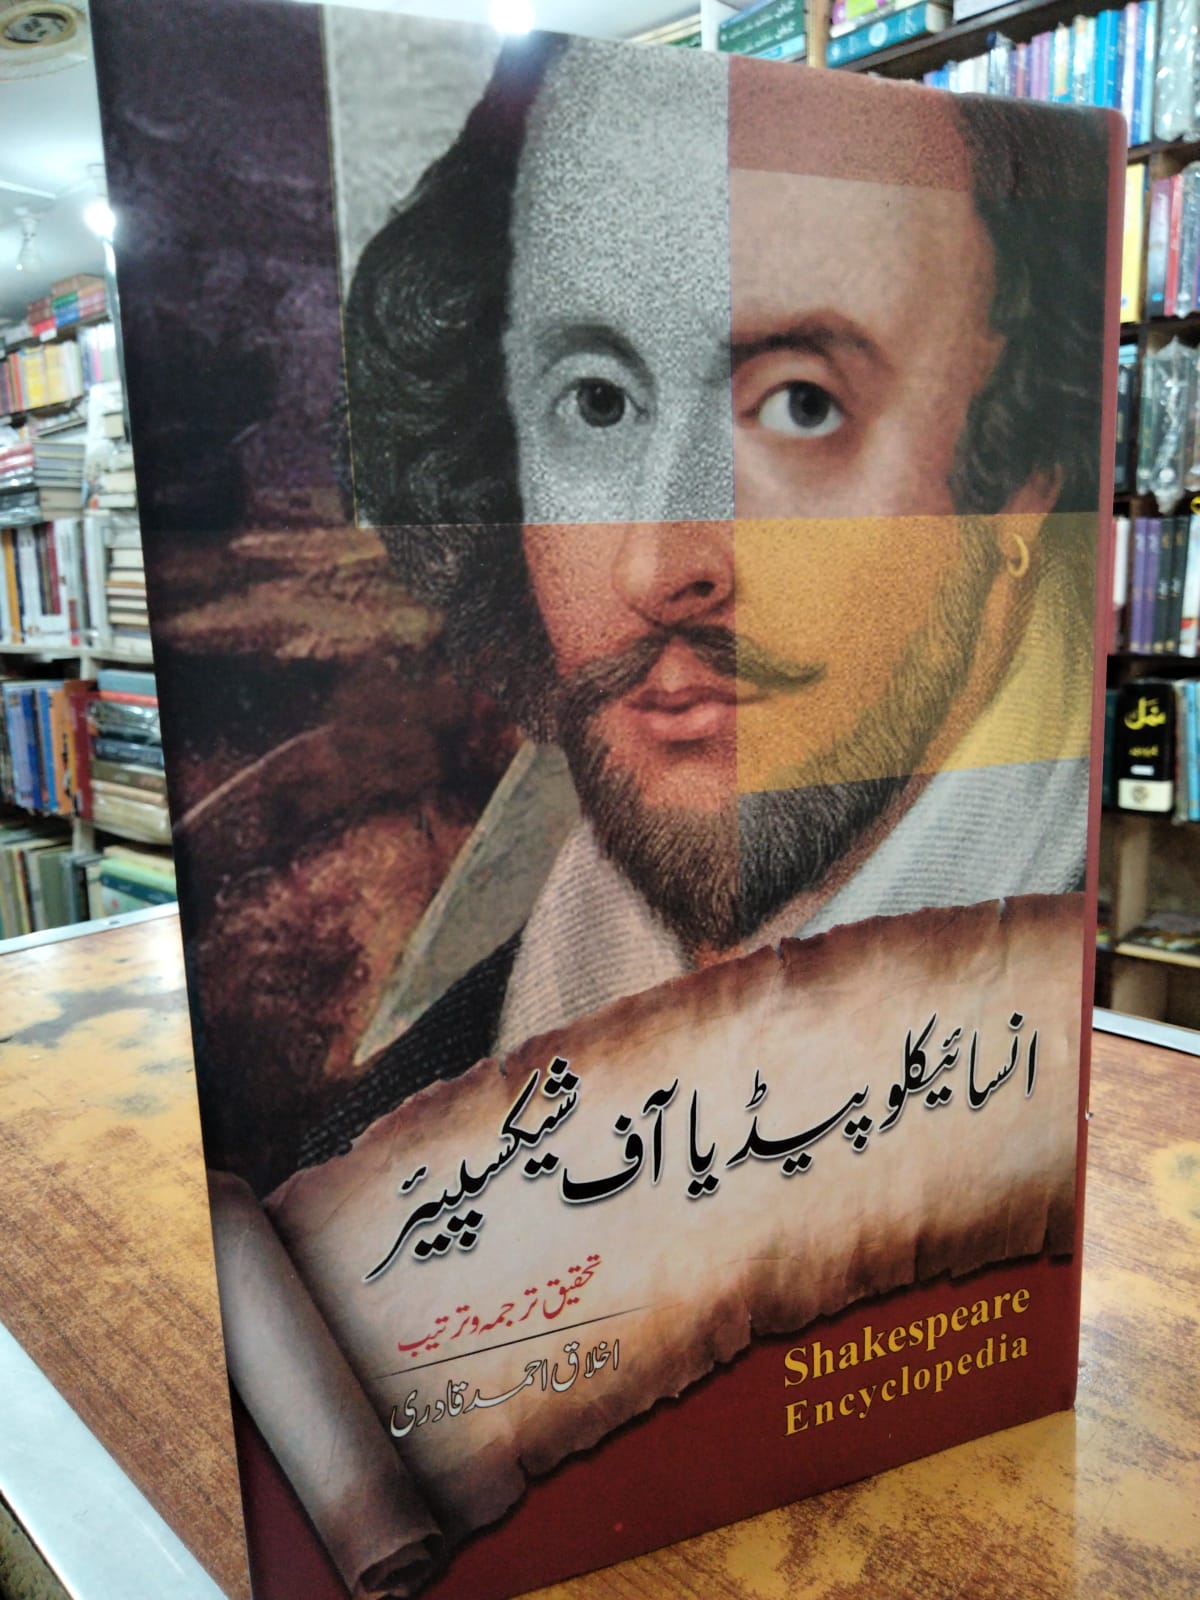 انسائیکلوپیڈیا آف شیکسپیئر
تحقیق ترجمہ و ترتیب
اخلاق احمد قادری
Shakespeare
Encyclopedia